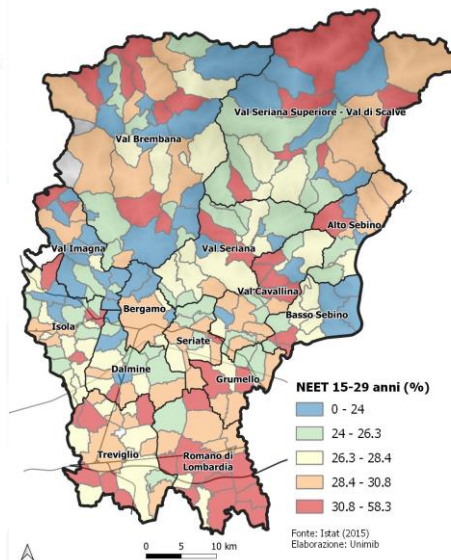 Val Brembana
Val Seriana Superiore - Val di Scalve
Val Imagna
Val Seriana
Alto Sebino
Val Cavallina
Isola
Bergamo
Basso Sebino
Seriate
Dalmine
Grumello
Treviglio
Romano di
Lombardia
NEET 15-29 anni (%)
0 - 24
24 - 26.3
26.3 - 28.4
28.4 - 30.8
30.8 - 58.3
Fonte: Istat (2015)
Elaborazione: Unimib
0 5 10 km